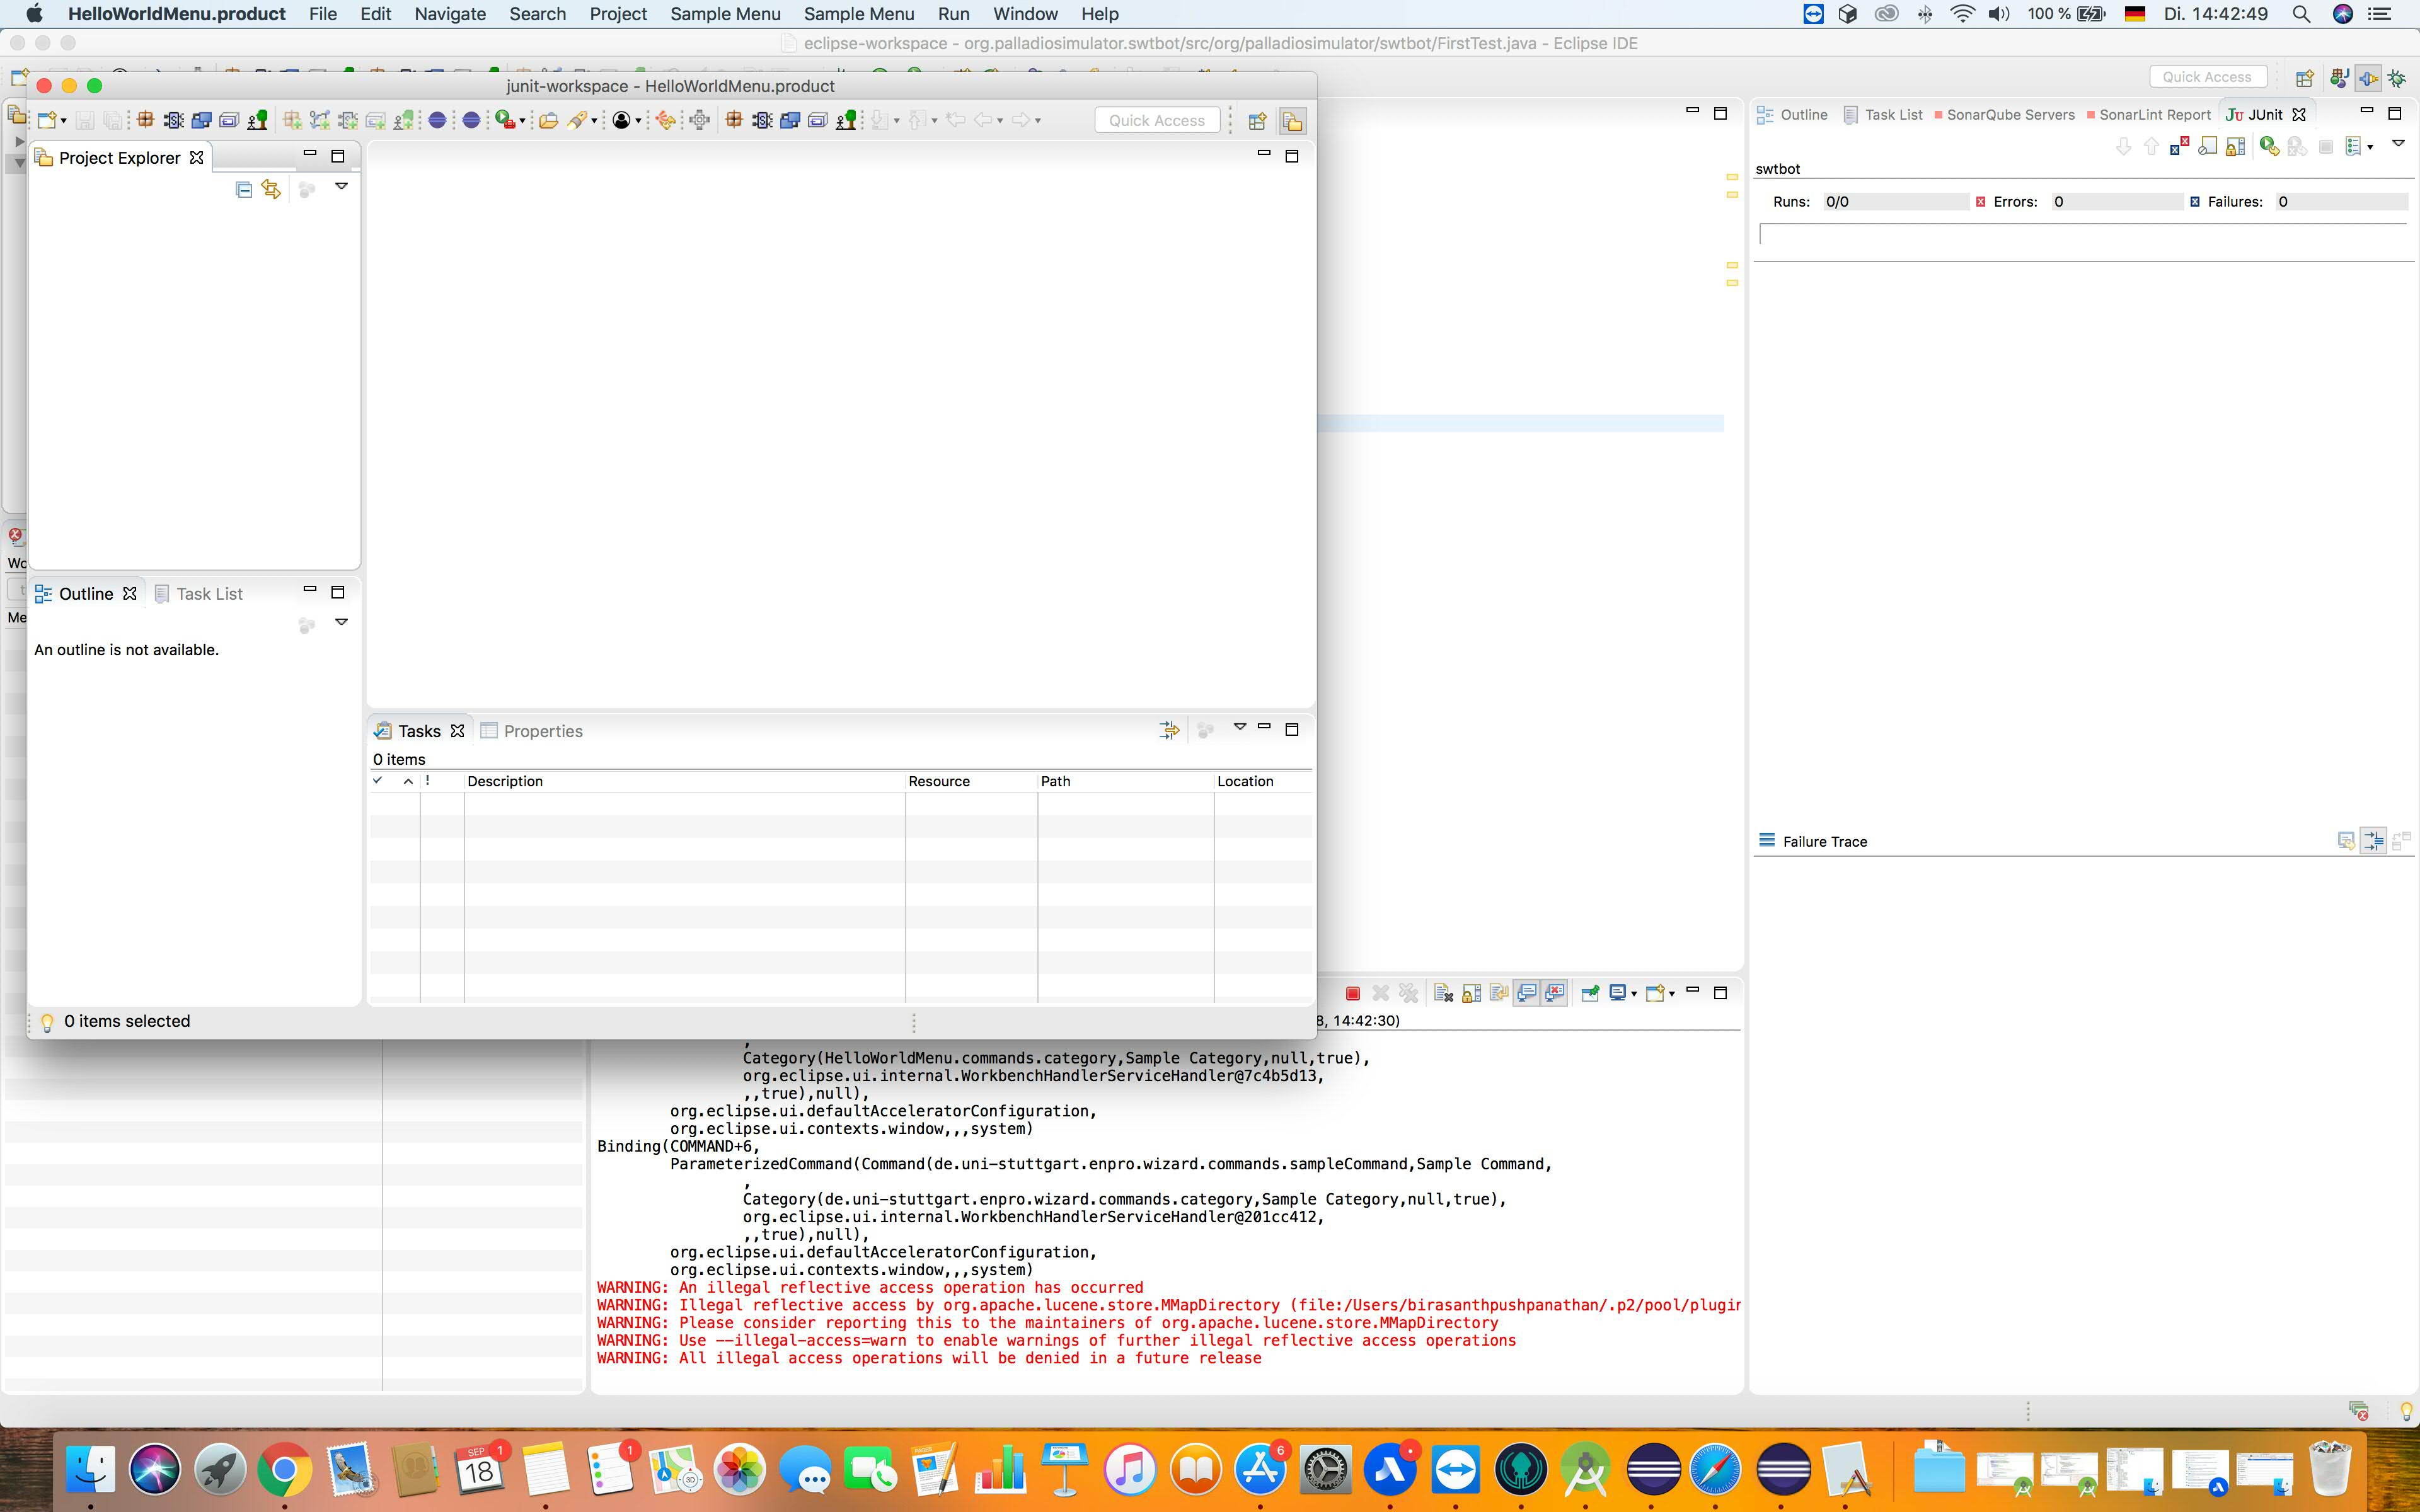 HelloWorldMenu.product File Edit Navigate Search Project Sample Menu Sample Menu Run Window Help 100 % Di. 14:42:49
eclipse-workspace - org.palladiosimulator.swtbot/src/org/palladiosimulator/swtbot/FirstTest.java - Eclipse IDE
Quick Access
junit-workspace - HelloWorldMenu.product
Quick Access
Project Explorer
Outline Task List SonarQube Servers SonarLint Report JU JUnit
swtbot
Runs: 0/0 Errors: 0 Failures: 0
Wo
Me
Outline Task List
An outline is not available.
Tasks Properties
0 items
! Description Resource Path Location
Failure Trace
0 items selected
8, 14:42:30)
,
Category(HelloWorldMenu.commands.category,Sample Category,null,true),
org.eclipse.ui.internal.WorkbenchHandlerServiceHandler@7c4b5d13,
,,true),null),
org.eclipse.ui.defaultAcceleratorConfiguration,
org.eclipse.ui.contexts.window,,,system)
Binding(COMMAND+6,
ParameterizedCommand(Command(de.uni-stuttgart.enpro.wizard.commands.sampleCommand,Sample Command,
,
Category(de.uni-stuttgart.enpro.wizard.commands.category,Sample Category,null,true),
org.eclipse.ui.internal.WorkbenchHandlerServiceHandler@201cc412,
,,true),null),
org.eclipse.ui.defaultAcceleratorConfiguration,
org.eclipse.ui.contexts.window,,,system)
WARNING: An illegal reflective access operation has occurred
WARNING: Illegal reflective access by org.apache.lucene.store.MMapDirectory (file:/Users/birasanthpushpanathan/.p2/pool/plugin
WARNING: Please consider reporting this to the maintainers of org.apache.lucene.store.MMapDirectory
WARNING: Use --illegal-access=warn to enable warnings of further illegal reflective access operations
WARNING: All illegal access operations will be denied in a future release
SEP 18 1
1
3D
PAGES
6